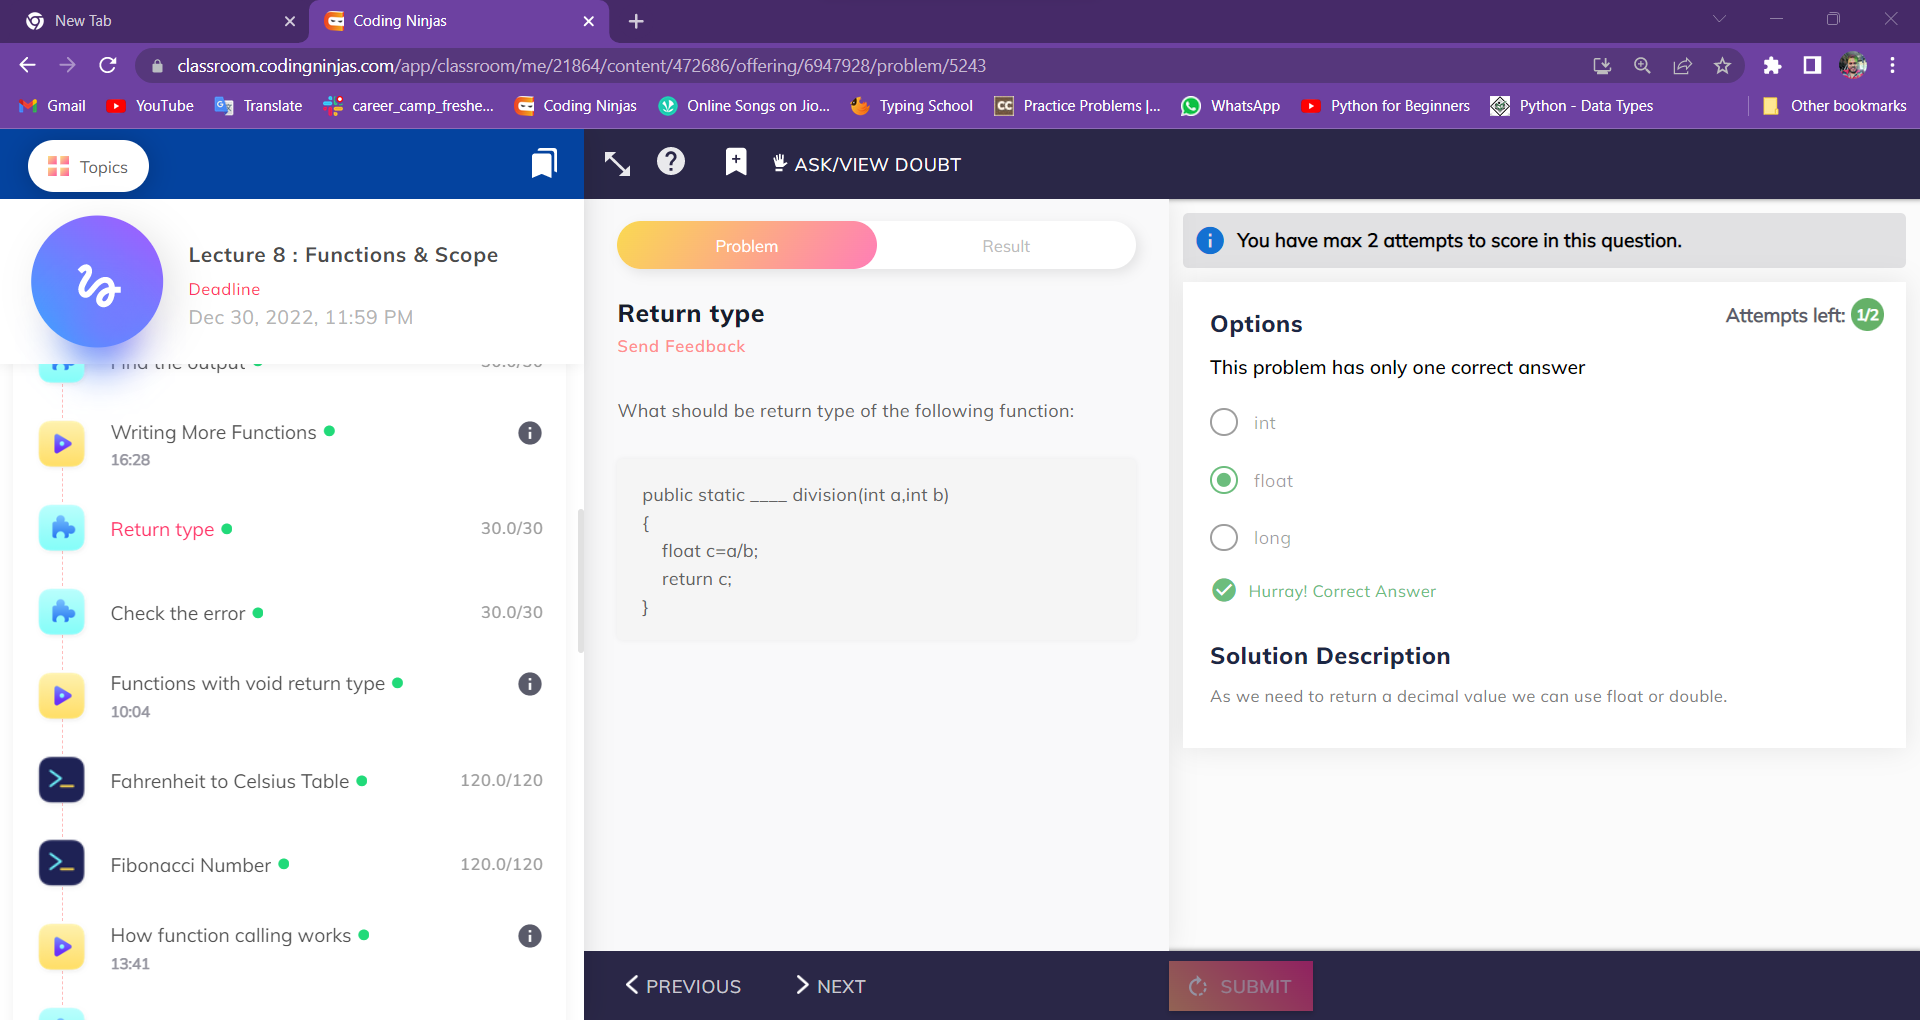 New Tab
Coding Ninjas
classroom.codingninjas.com/app/classroom/me/21864/content/472686/offering/6947928/problem/5243
Gmail YouTube Translate career_camp_freshe... Coding Ninjas Online Songs on Jio... Typing School CC Practice Problems |... WhatsApp Python for Beginners Python - Data Types Other bookmarks
Topics
ASK/VIEW DOUBT
Lecture 8 : Functions & Scope
Deadline
Dec 30, 2022, 11:59 PM
Find the output 30.0/30
Writing More Functions
16:28
Return type 30.0/30
Check the error 30.0/30
Functions with void return type
10:04
Fahrenheit to Celsius Table 120.0/120
Fibonacci Number 120.0/120
How function calling works
13:41
Problem Result
Return type
Send Feedback
What should be return type of the following function:
public static ____ division(int a,int b)
{
float c=a/b;
return c;
}
PREVIOUS NEXT
You have max 2 attempts to score in this question.
Options
Attempts left: 1/2
This problem has only one correct answer
int
float
long
Hurray! Correct Answer
Solution Description
As we need to return a decimal value we can use float or double.
SUBMIT